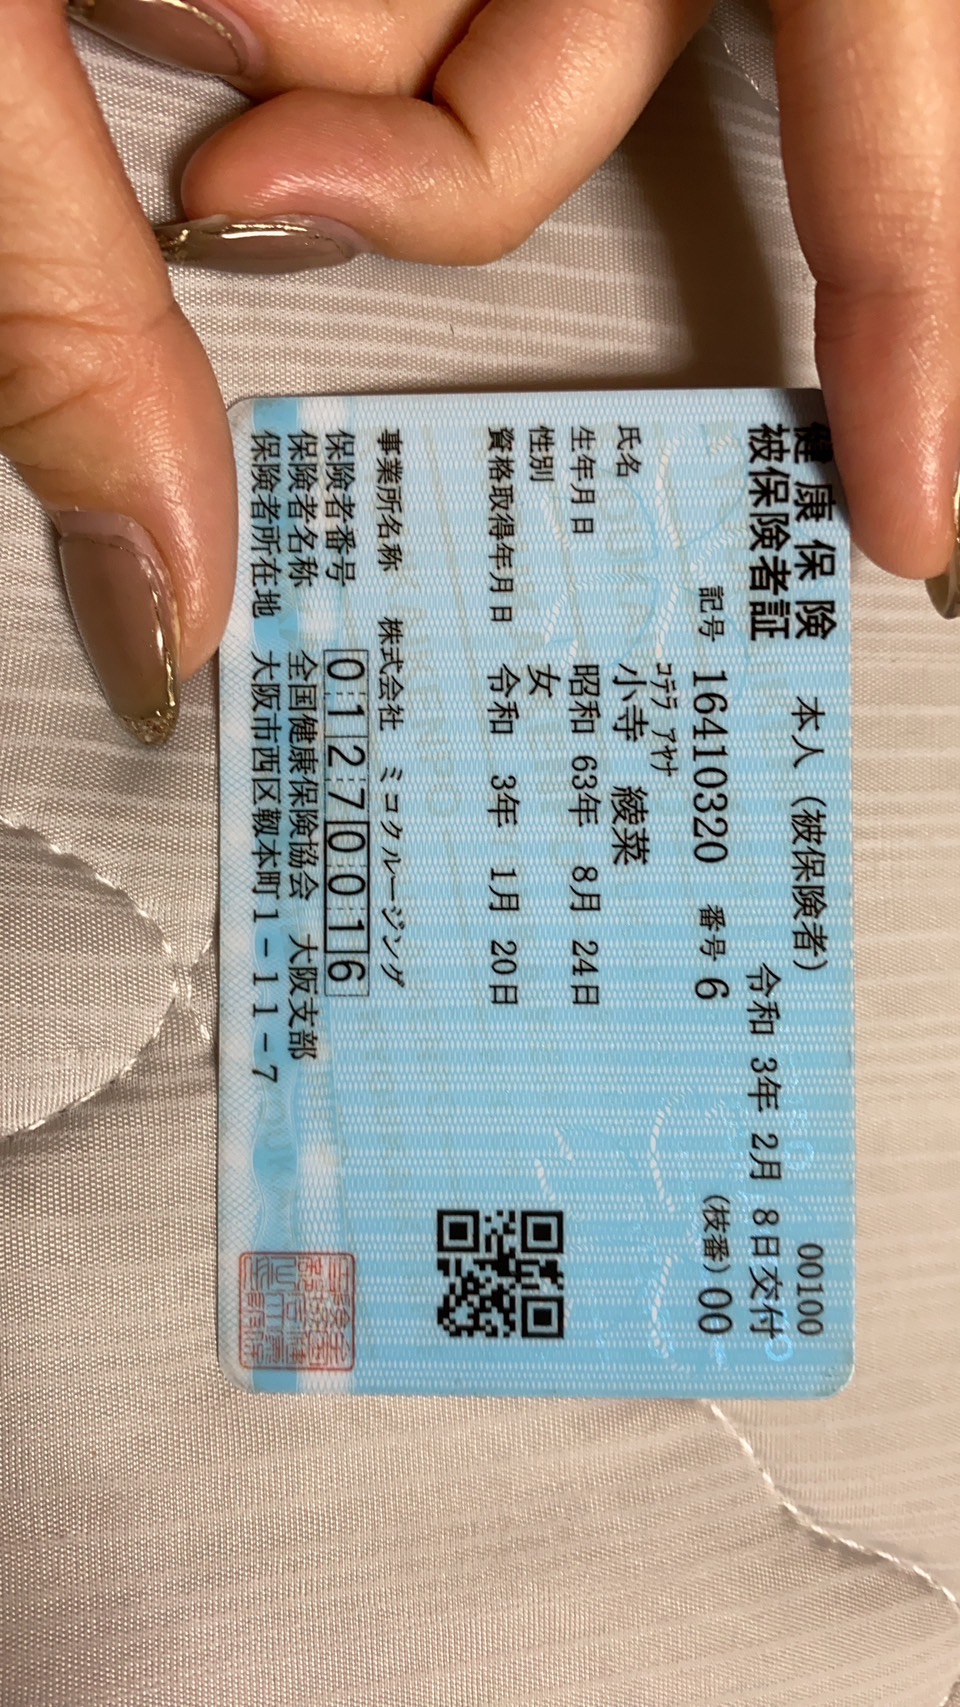 健康保険 本人（被保険者） 00100
被保険者証 令和 3年 2月 8日交付
記号 16410320 番号 6 （枝番）00
コデラ アヤナ
氏名 小寺 綾菜
生年月日 昭和 63年 8月 24日
性別 女
資格取得年月日 令和 3年 1月 20日
事業所名称 株式会社 ミコクルージング
保険者番号 01270016
保険者名称 全国健康保険協会 大阪支部
保険者所在地 大阪市西区靱本町1-11-7